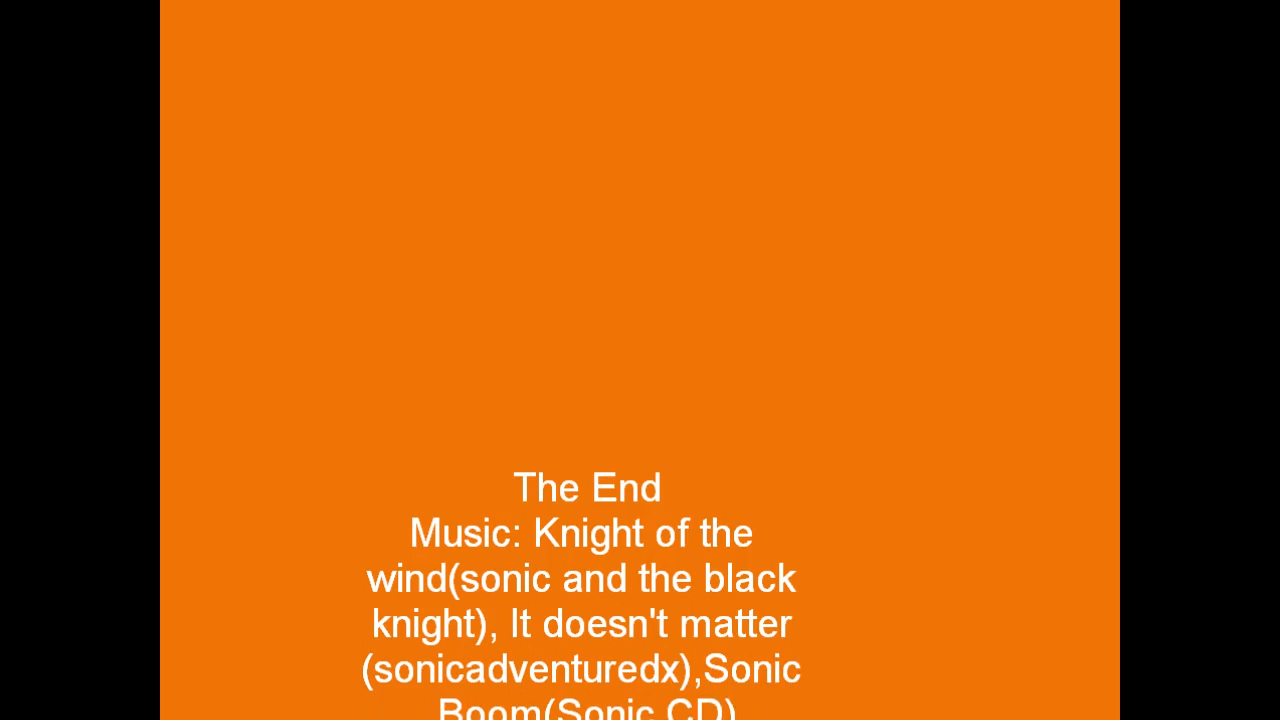 The End
Music: Knight of the
wind(sonic and the black
knight), It doesn't matter
(sonicadventuredx),Sonic
Boom(Sonic CD)